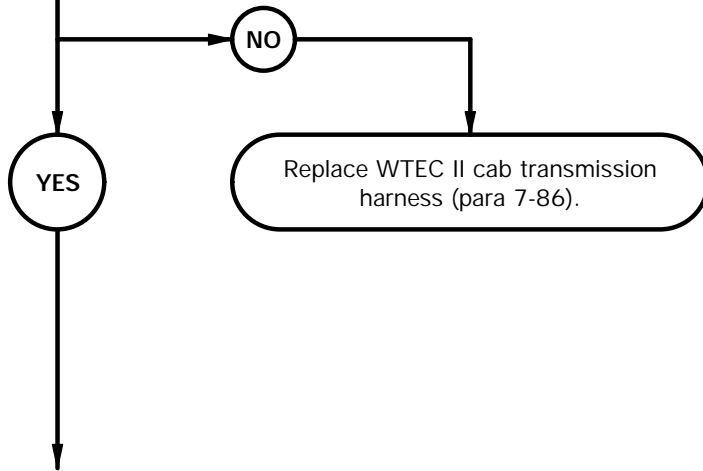 NO
YES
Replace WTEC II cab transmission
harness (para 7-86).